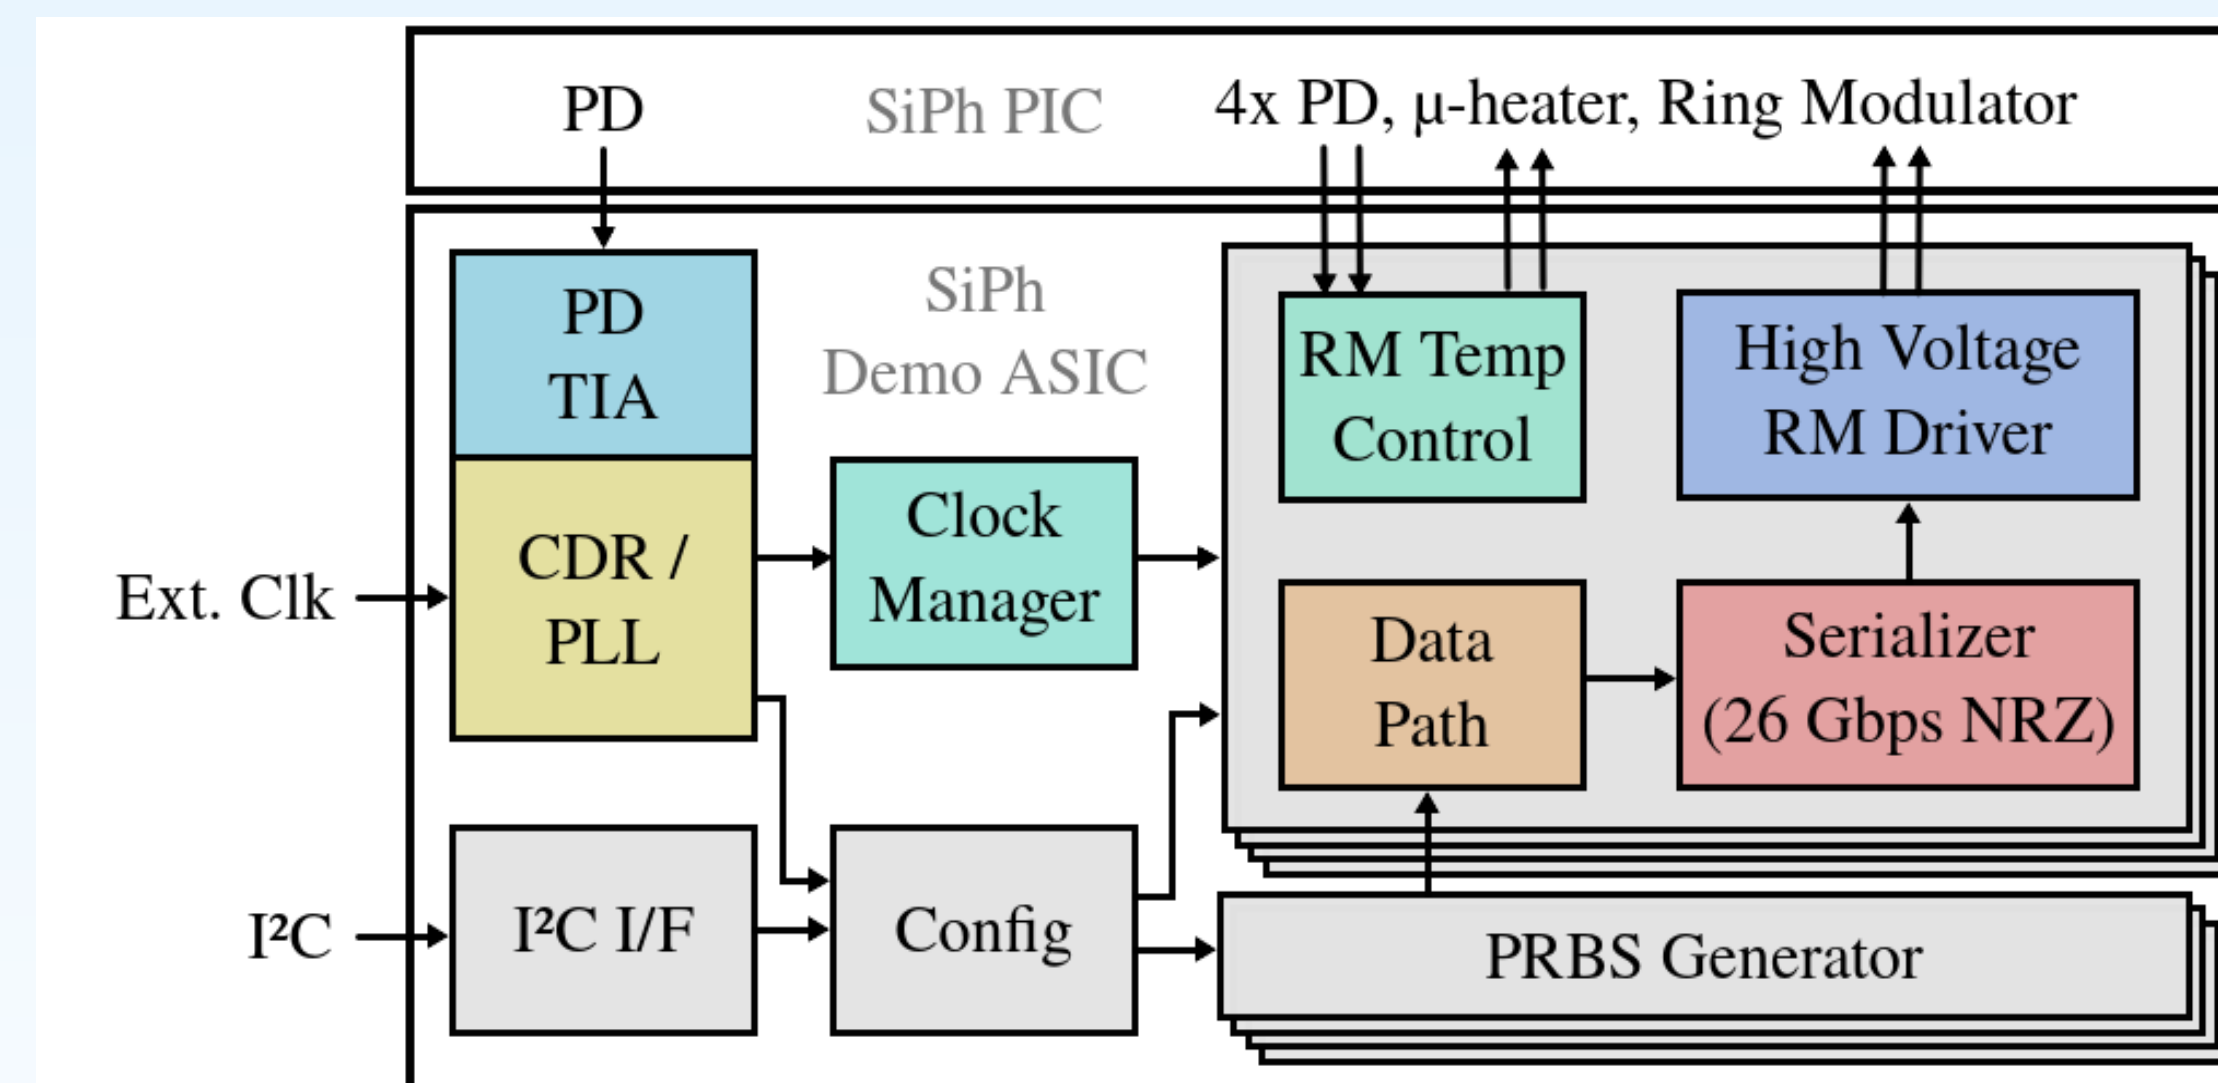 PD
SiPh PIC
4x PD, μ-heater, Ring Modulator
PD
TIA
SiPh
Demo ASIC
RM Temp
Control
High Voltage
RM Driver
Ext. Clk
CDR /
PLL
Clock
Manager
Data
Path
Serializer
(26 Gbps NRZ)
I²C
I²C I/F
Config
PRBS Generator